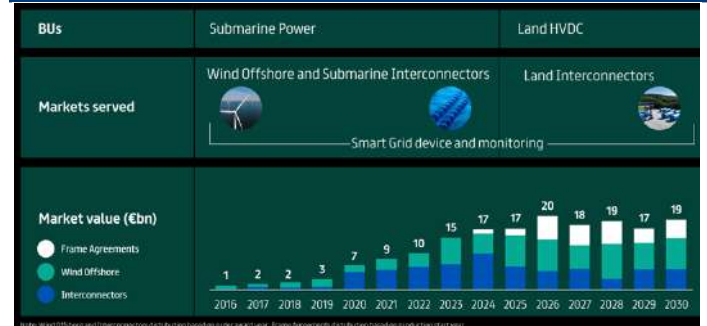 BUs
Submarine Power
Land HVDC
Markets served
Wind Offshore and Submarine Interconnectors
Land Interconnectors
Smart Grid device and monitoring
Market value (€bn)
Frame Agreements
Wind Offshore
Interconnectors
1 2 2 3 7 9 10 15 17 17 20 18 19 17 19
2016 2017 2018 2019 2020 2021 2022 2023 2024 2025 2026 2027 2028 2029 2030